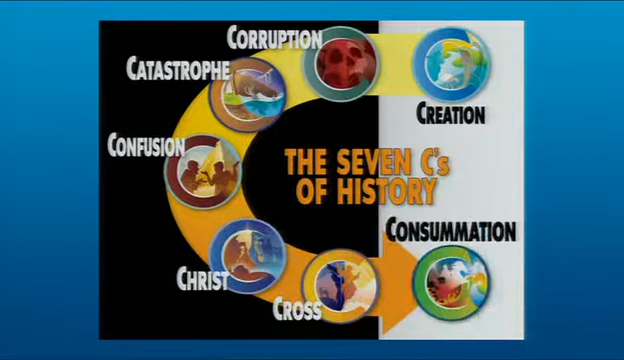 CORRUPTION
CATASTROPHE
CREATION
CONFUSION
THE SEVEN C's
OF HISTORY
CONSUMMATION
CHRIST
CROSS